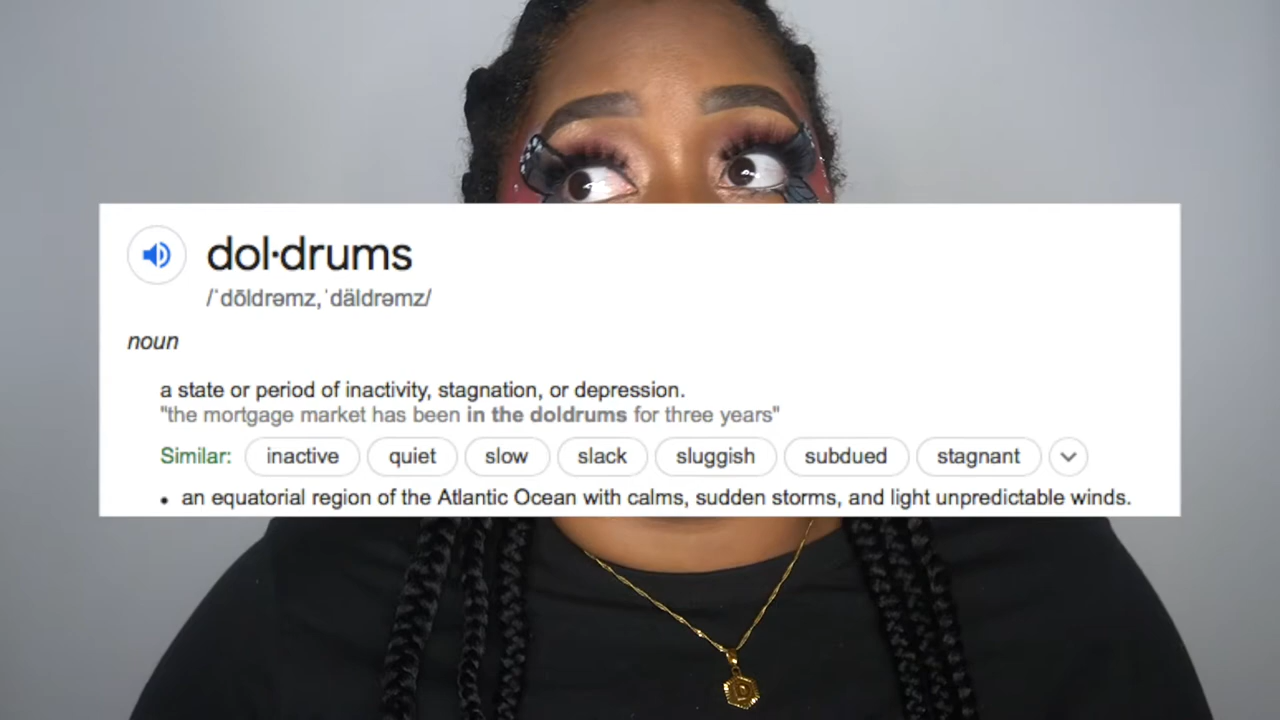 dol·drums
/ˈdōldrəmz,ˈdäldrəmz/
noun
a state or period of inactivity, stagnation, or depression.
"the mortgage market has been in the doldrums for three years"
Similar: inactive quiet slow slack sluggish subdued stagnant
• an equatorial region of the Atlantic Ocean with calms, sudden storms, and light unpredictable winds.
D